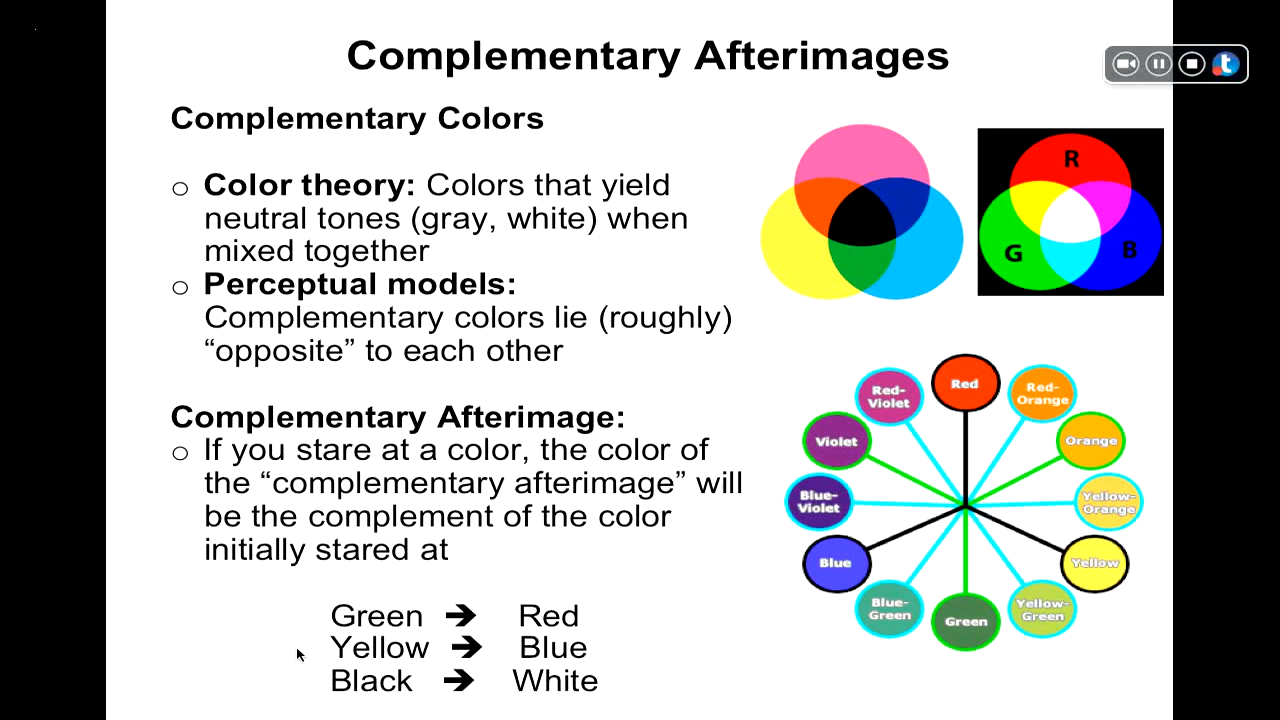 Complementary Afterimages
Complementary Colors
○ Color theory: Colors that yield
neutral tones (gray, white) when
mixed together
○ Perceptual models:
Complementary colors lie (roughly)
“opposite” to each other
Complementary Afterimage:
○ If you stare at a color, the color of
the “complementary afterimage” will
be the complement of the color
initially stared at
Green ➔ Red
Yellow ➔ Blue
Black ➔ White
t
R
G
B
Red
Red-
Violet
Red-
Orange
Violet
Orange
Blue-
Violet
Yellow-
Orange
Blue
Yellow
Blue-
Green
Yellow-
Green
Green